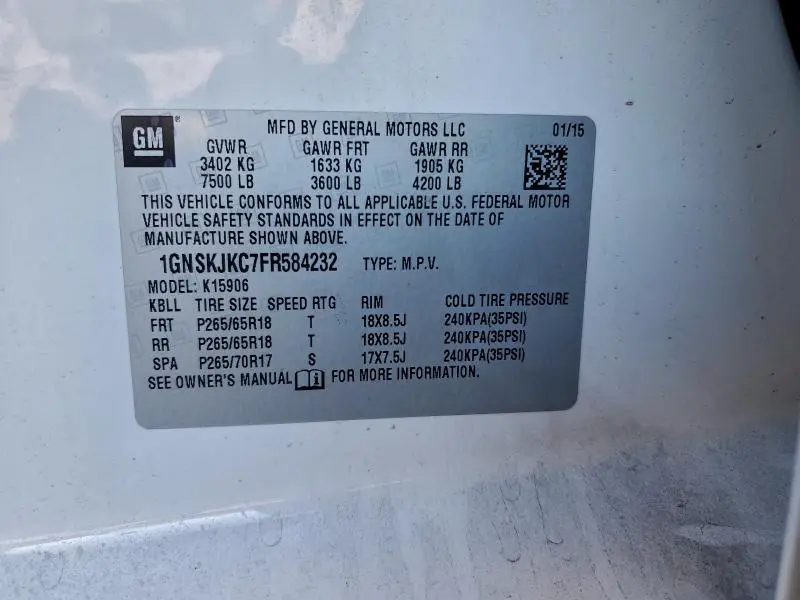 GM® MFD BY GENERAL MOTORS LLC 01/15
GVWR GAWR FRT GAWR RR
3402 KG 1633 KG 1905 KG
7500 LB 3600 LB 4200 LB
THIS VEHICLE CONFORMS TO ALL APPLICABLE U.S. FEDERAL MOTOR
VEHICLE SAFETY STANDARDS IN EFFECT ON THE DATE OF
MANUFACTURE SHOWN ABOVE.
1GNSKJKC7FR584232 TYPE: M.P.V.
MODEL: K15906
KBLL TIRE SIZE SPEED RTG RIM COLD TIRE PRESSURE
FRT P265/65R18 T 18X8.5J 240KPA(35PSI)
RR P265/65R18 T 18X8.5J 240KPA(35PSI)
SPA P265/70R17 S 17X7.5J 240KPA(35PSI)
SEE OWNER'S MANUAL FOR MORE INFORMATION.